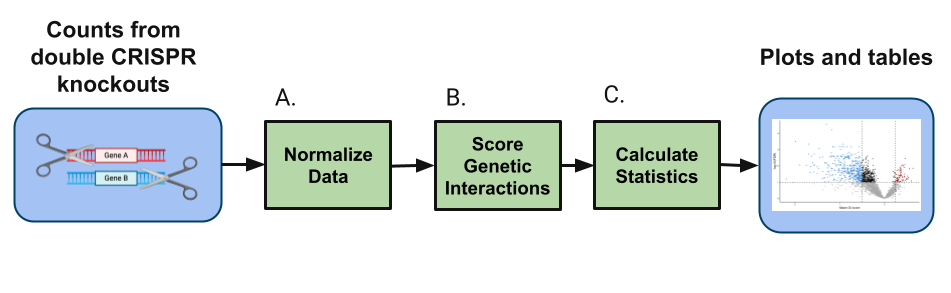 Counts from
double CRISPR
knockouts
Gene A
Gene B
A.
Normalize
Data
B.
Score
Genetic
Interactions
C.
Calculate
Statistics
Plots and tables